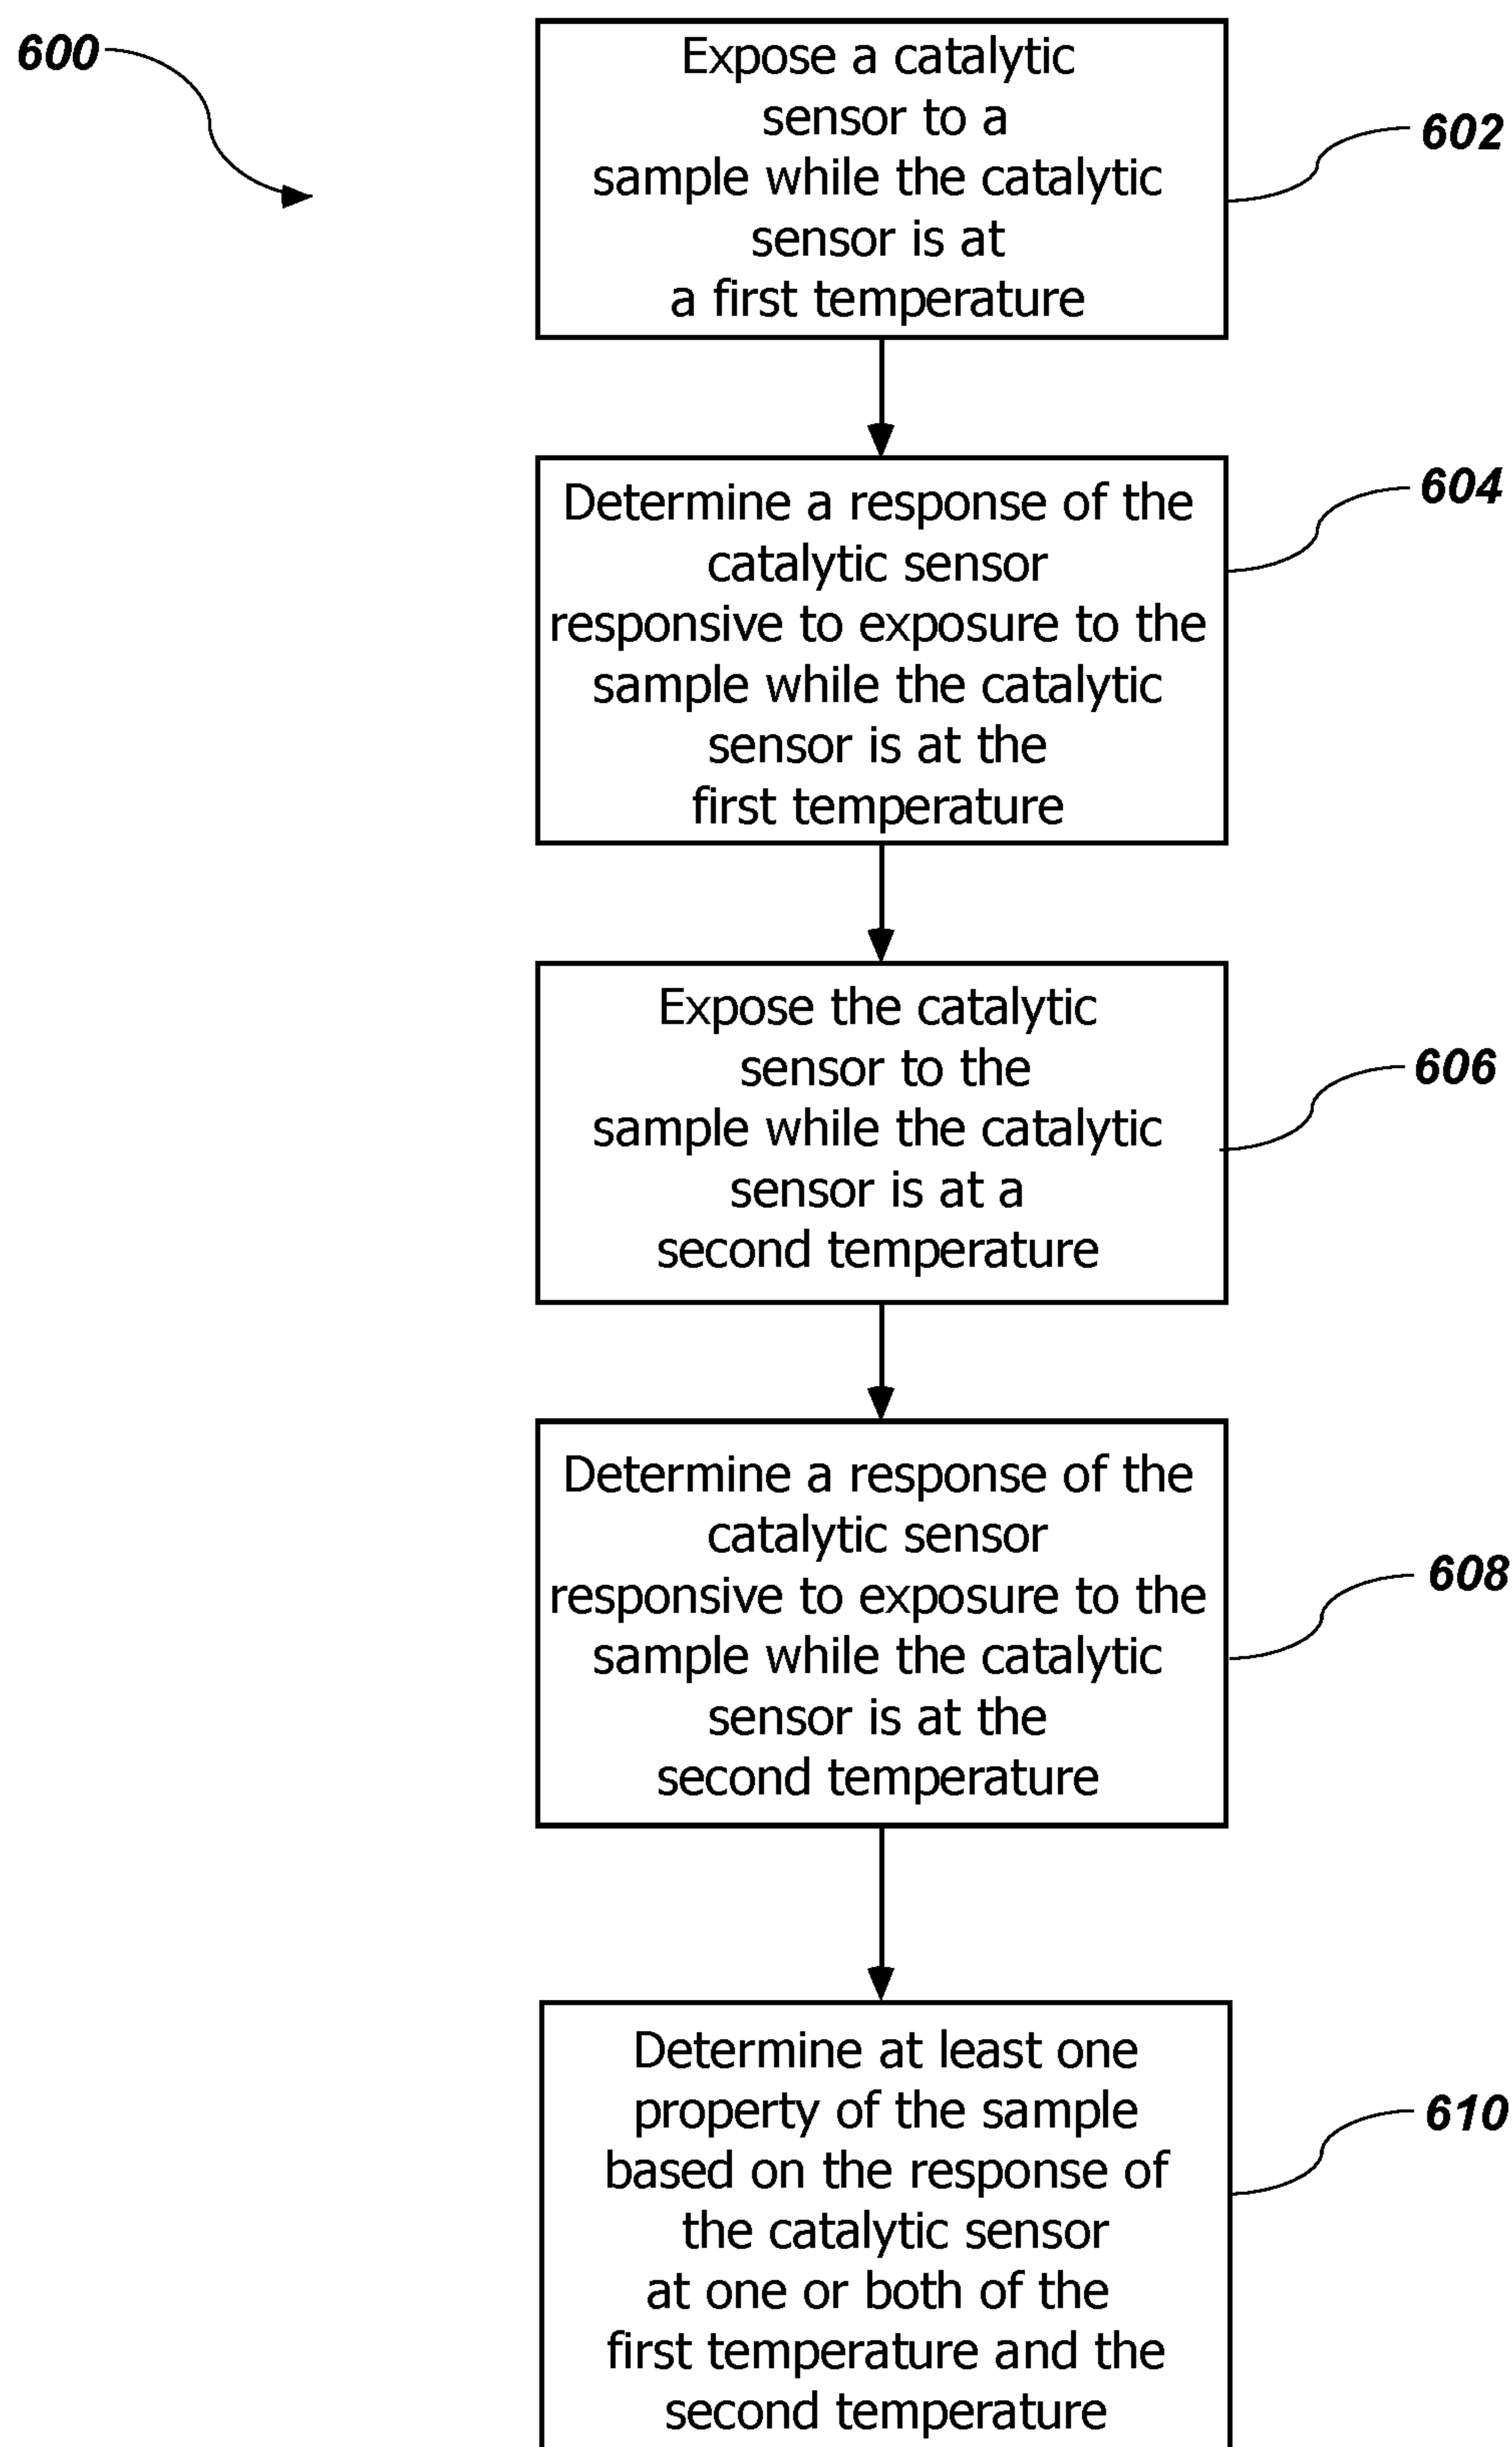 600
Expose a catalytic
sensor to a
sample while the catalytic
sensor is at
a first temperature
602
Determine a response of the
catalytic sensor
responsive to exposure to the
sample while the catalytic
sensor is at the
first temperature
604
Expose the catalytic
sensor to the
sample while the catalytic
sensor is at a
second temperature
606
Determine a response of the
catalytic sensor
responsive to exposure to the
sample while the catalytic
sensor is at the
second temperature
608
Determine at least one
property of the sample
based on the response of
the catalytic sensor
at one or both of the
first temperature and the
second temperature
610